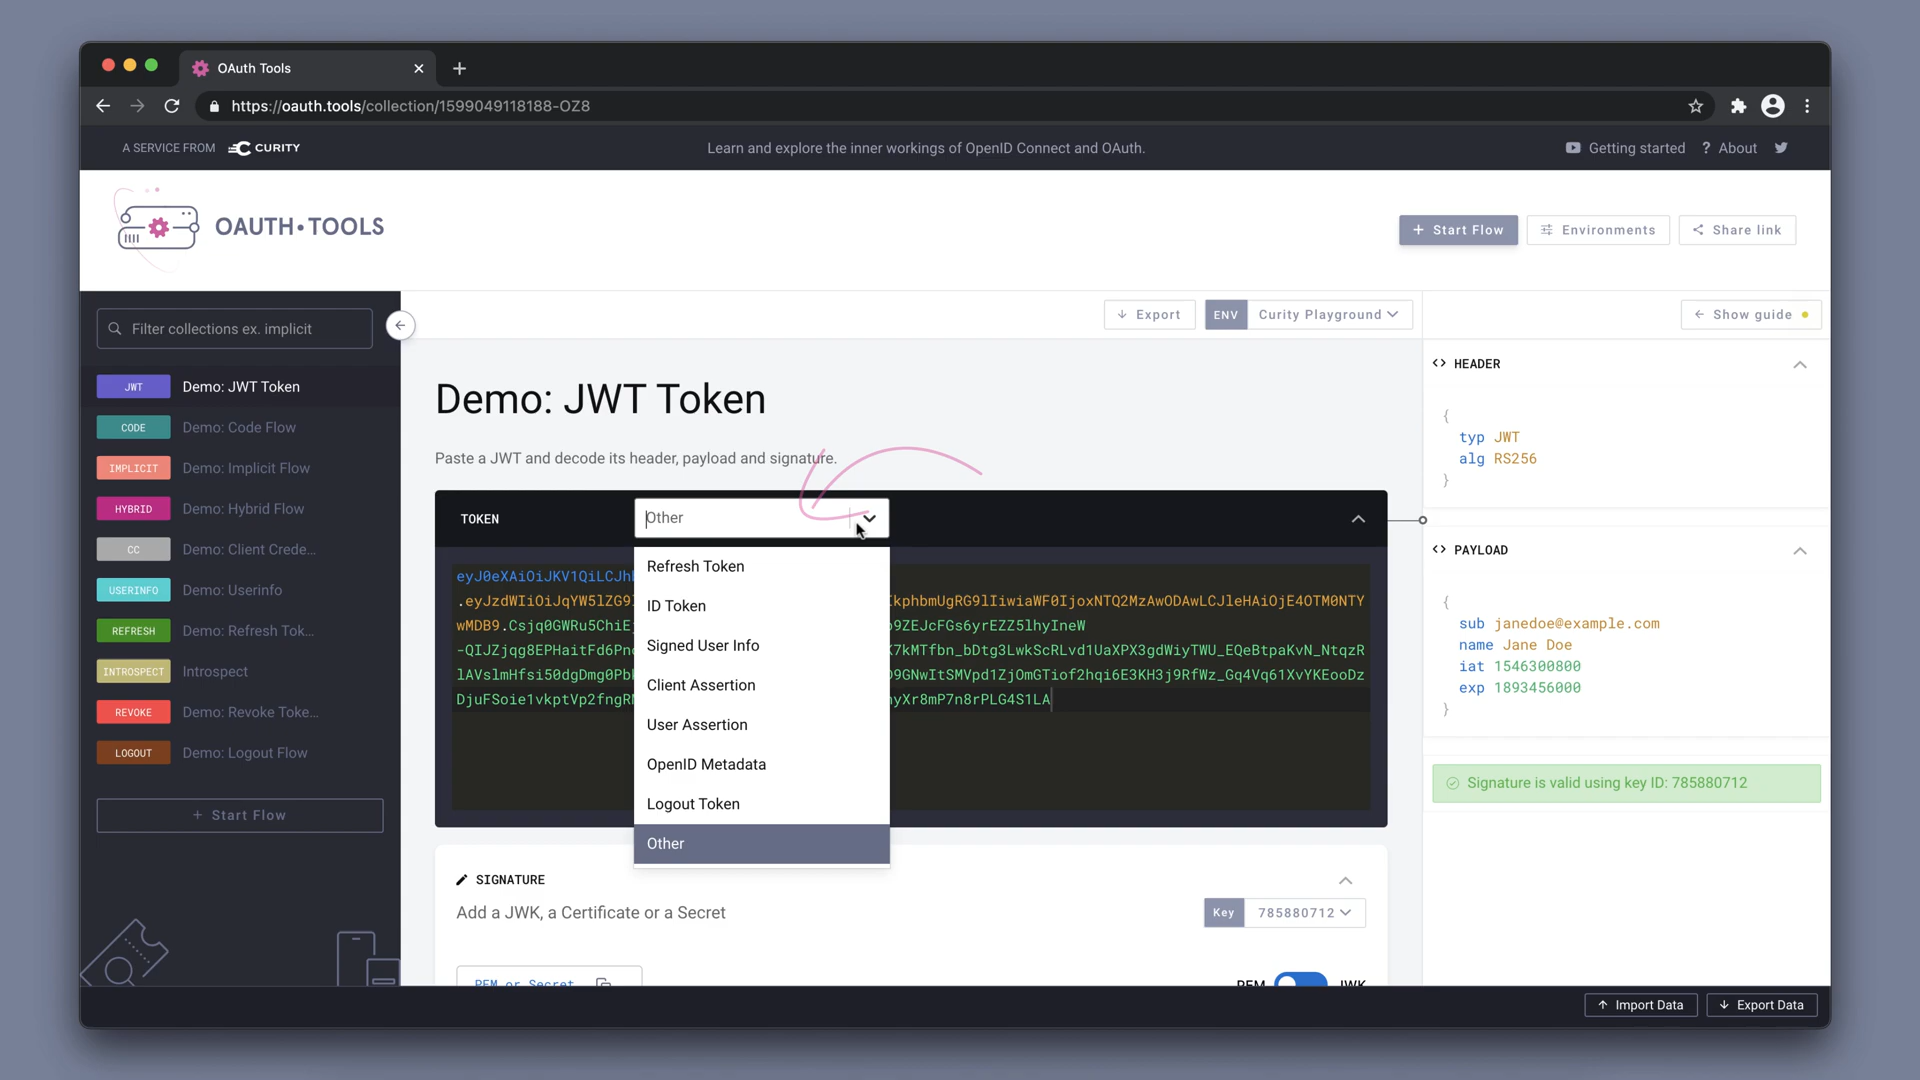 OAuth Tools
https://oauth.tools/collection/1599049118188-OZ8
A SERVICE FROM CURITY
Learn and explore the inner workings of OpenID Connect and OAuth.
Getting started
? About
OAUTH•TOOLS
+ Start Flow
Environments
Share link
Filter collections ex. implicit
JWT Demo: JWT Token
CODE Demo: Code Flow
IMPLICIT Demo: Implicit Flow
HYBRID Demo: Hybrid Flow
CC Demo: Client Crede...
USERINFO Demo: Userinfo
REFRESH Demo: Refresh Tok...
INTROSPECT Introspect
REVOKE Demo: Revoke Toke...
LOGOUT Demo: Logout Flow
+ Start Flow
Export
ENV Curity Playground
Demo: JWT Token
Paste a JWT and decode its header, payload and signature.
TOKEN
Other
Refresh Token
ID Token
Signed User Info
Client Assertion
User Assertion
OpenID Metadata
Logout Token
Other
SIGNATURE
Add a JWK, a Certificate or a Secret
Key 785880712
PEM or Secret
PEM JWK
Show guide
<> HEADER
{
typ JWT
alg RS256
}
<> PAYLOAD
{
sub janedoe@example.com
name Jane Doe
iat 1546300800
exp 1893456000
}
Signature is valid using key ID: 785880712
Import Data
Export Data